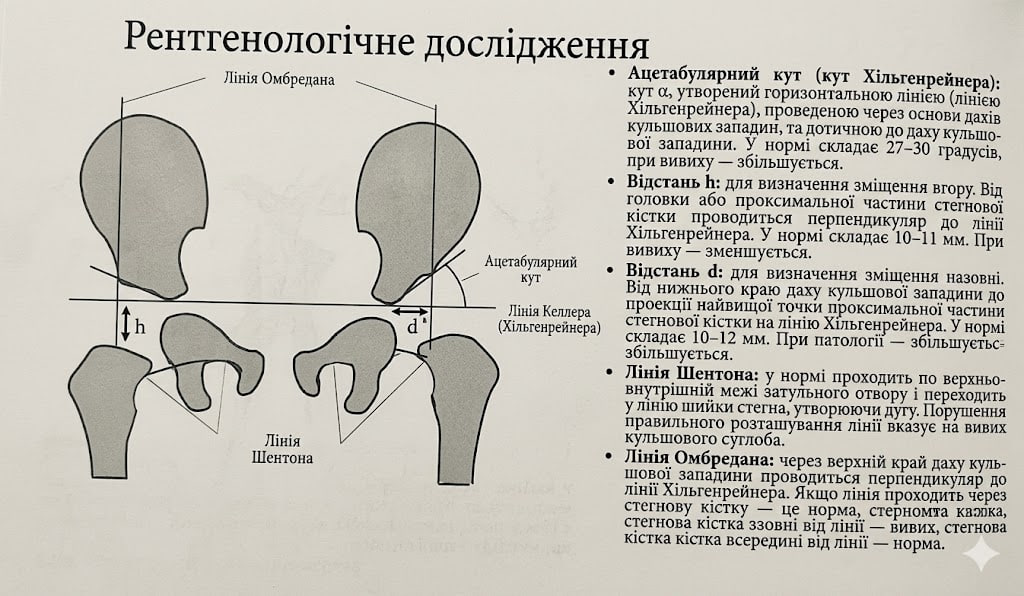 Рентгенологічне дослідження
Лінія Омбредана
Ацетабулярний
кут
Лінія Келлера
(Хільгенрейнера)
h
d
Лінія
Шентона
• Ацетабулярний кут (кут Хільгенрейнера):
кут α, утворений горизонтальною лінією (лінією
Хільгенрейнера), проведеною через основи дахів
кульшових западин, та дотичною до даху кульшо-
вої западини. У нормі складає 27–30 градусів,
при вивиху — збільшується.
• Відстань h: для визначення зміщення вгору. Від
головки або проксимальної частини стегнової
кістки проводиться перпендикуляр до лінії
Хільгенрейнера. У нормі складає 10–11 мм. При
вивиху — зменшується.
• Відстань d: для визначення зміщення назовні.
Від нижнього краю даху кульшової западини до
проекції найвищої точки проксимальної частини
стегнової кістки на лінію Хільгенрейнера. У нормі
складає 10–12 мм. При патології — збільшуєтьс-
збільшується.
• Лінія Шентона: у нормі проходить по верхньо-
внутрішній межі затульного отвору і переходить
у лінію шийки стегна, утворюючи дугу. Порушення
правильного розташування лінії вказує на вивих
кульшового суглоба.
• Лінія Омбредана: через верхній край даху куль-
шової западини проводиться перпендикуляр до
лінії Хільгенрейнера. Якщо лінія проходить через
стегнову кістку — це норма, стерномта
стегнова кістка ззовні від лінії — вивих, стегнова
кістка кістка всередині від лінії — норма.